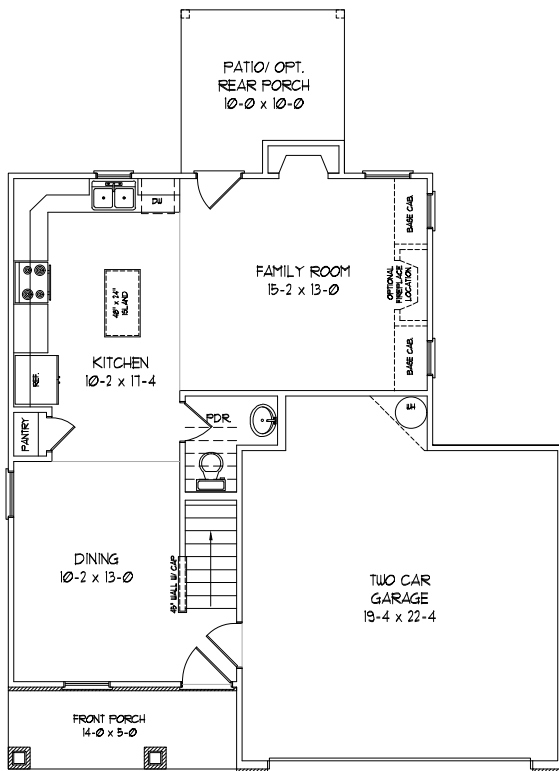 PATIO/ OPT.
REAR PORCH
10-0 x 10-0
DW
BASE CAB.
FAMILY ROOM
15-2 x 13-0
OPTIONAL
FIREPLACE
LOCATION
48" x 24"
ISLAND
KITCHEN
10-2 x 17-4
REF.
BASE CAB.
PANTRY
PDR.
DINING
10-2 x 13-0
48" WALL W/ CAP
TWO CAR
GARAGE
19-4 x 22-4
FRONT PORCH
14-0 x 5-0